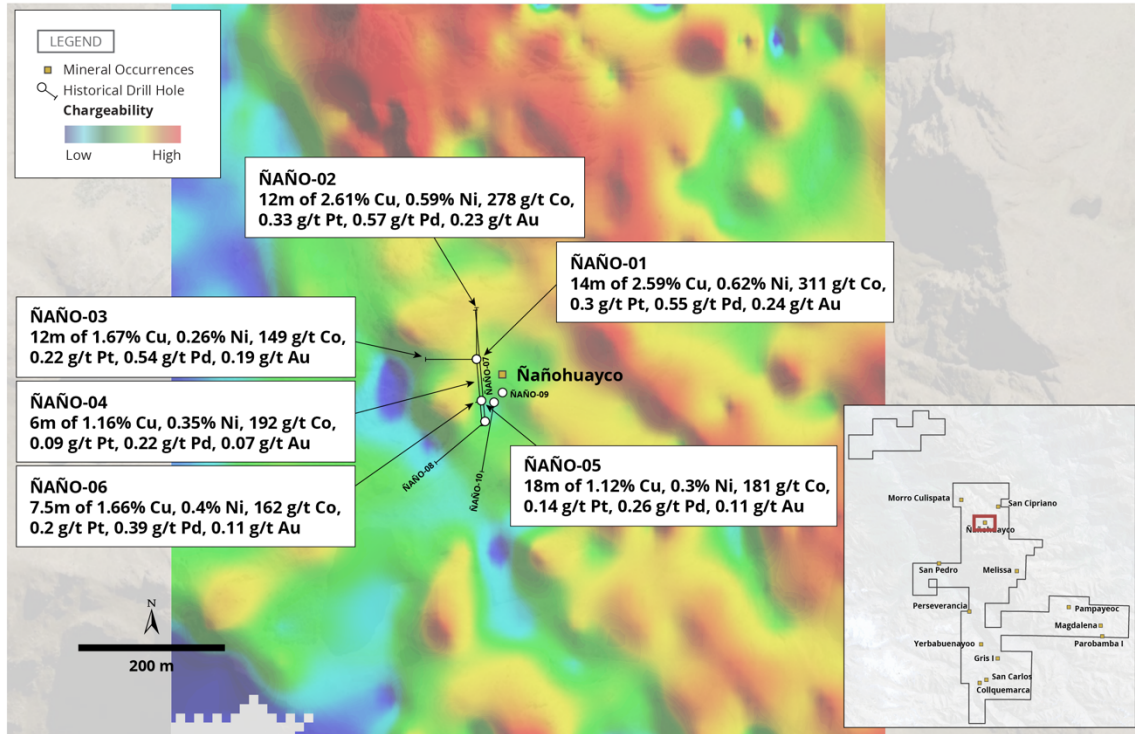 LEGEND
Mineral Occurrences
Historical Drill Hole
Chargeability
Low High
ÑAÑO-02
12m of 2.61% Cu, 0.59% Ni, 278 g/t Co,
0.33 g/t Pt, 0.57 g/t Pd, 0.23 g/t Au
ÑAÑO-01
14m of 2.59% Cu, 0.62% Ni, 311 g/t Co,
0.3 g/t Pt, 0.55 g/t Pd, 0.24 g/t Au
ÑAÑO-03
12m of 1.67% Cu, 0.26% Ni, 149 g/t Co,
0.22 g/t Pt, 0.54 g/t Pd, 0.19 g/t Au
ÑAÑO-07
Ñañohuayco
ÑAÑO-09
ÑAÑO-04
6m of 1.16% Cu, 0.35% Ni, 192 g/t Co,
0.09 g/t Pt, 0.22 g/t Pd, 0.07 g/t Au
ÑAÑO-05
18m of 1.12% Cu, 0.3% Ni, 181 g/t Co,
0.14 g/t Pt, 0.26 g/t Pd, 0.11 g/t Au
ÑAÑO-08
ÑAÑO-10
ÑAÑO-06
7.5m of 1.66% Cu, 0.4% Ni, 162 g/t Co,
0.2 g/t Pt, 0.39 g/t Pd, 0.11 g/t Au
N
200 m
Morro Culispata
San Cipriano
Ñañohuayco
San Pedro
Melissa
Perseverancia
Pampayeoc
Magdalena
Parobamba I
Yerbabuenayoo
Gris I
San Carlos
Collquemarca